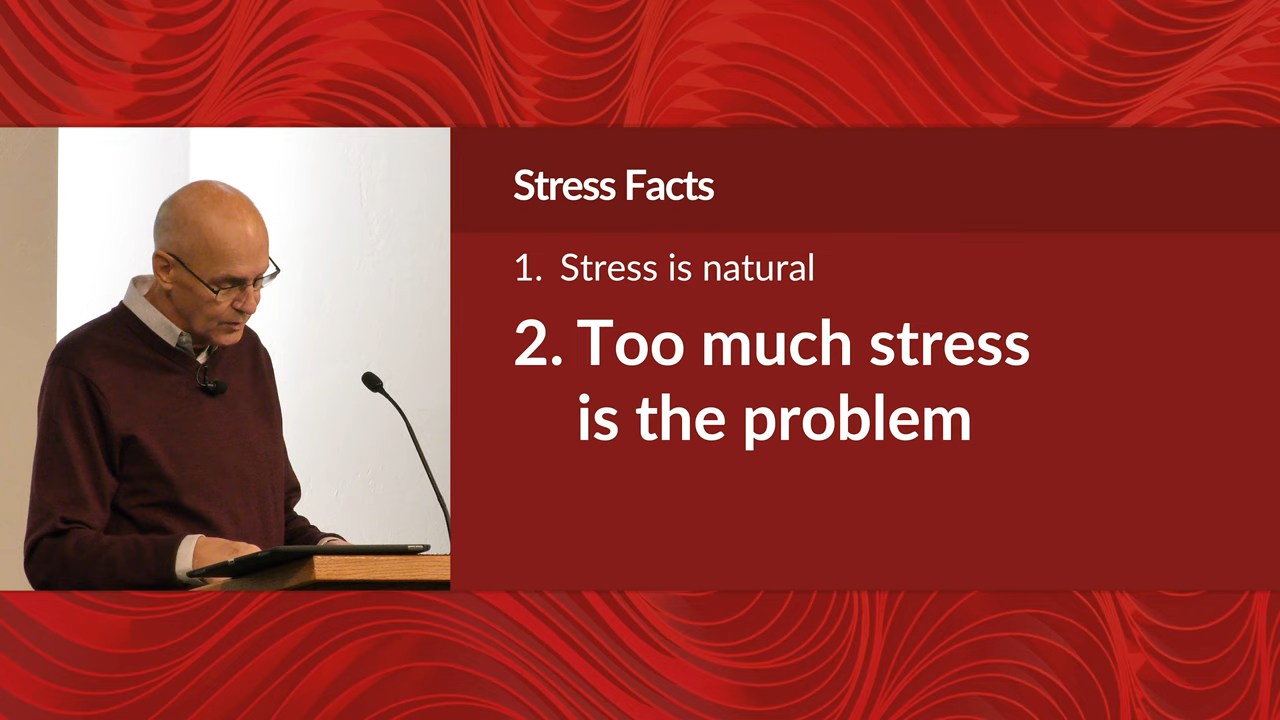 Stress Facts
1. Stress is natural
2. Too much stress
is the problem